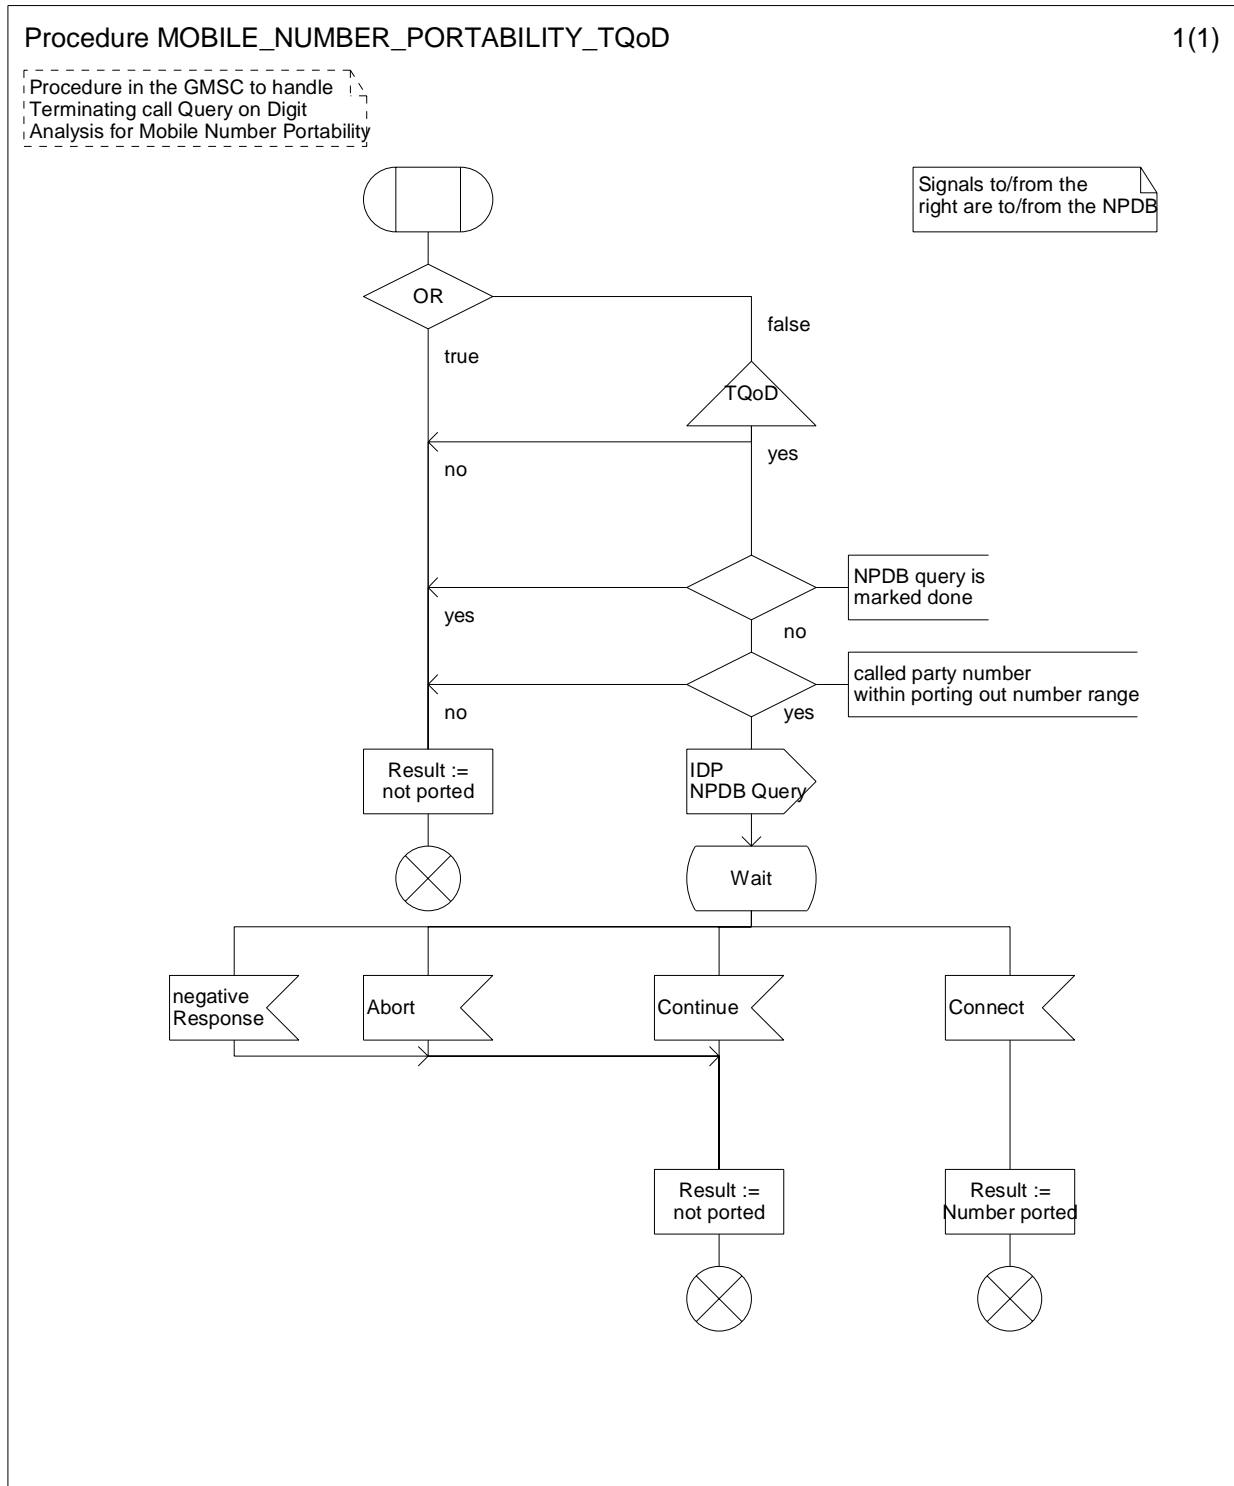 Procedure MOBILE_NUMBER_PORTABILITY_TQoD
1(1)
Procedure in the GMSC to handle
Terminating call Query on Digit
Analysis for Mobile Number Portability
Signals to/from the
right are to/from the NPDB
OR
false
true
TQoD
yes
no
NPDB query is
marked done
yes
no
called party number
within porting out number range
no
yes
Result :=
not ported
IDP
NPDB Query
Wait
negative
Response
Abort
Continue
Connect
Result :=
not ported
Result :=
Number ported